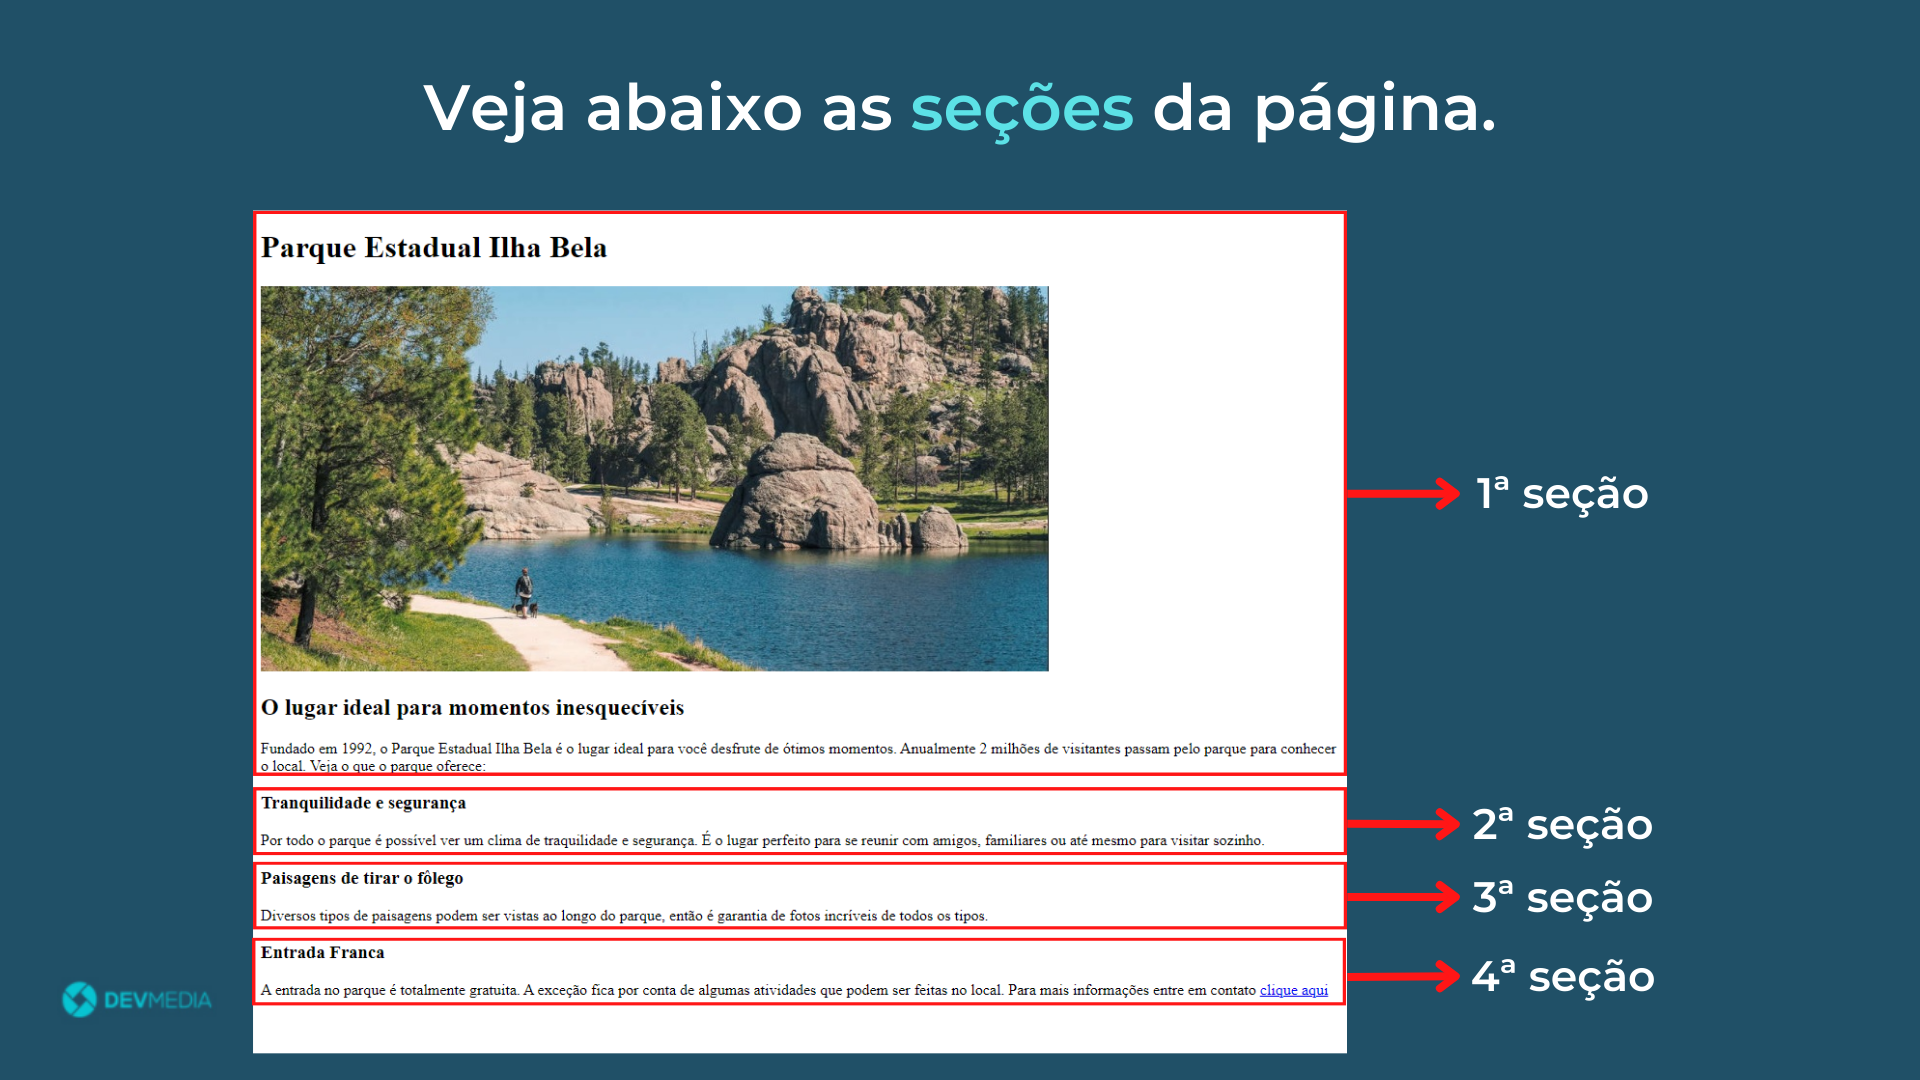 Veja abaixo as seções da página.
Parque Estadual Ilha Bela
O lugar ideal para momentos inesquecíveis
Fundado em 1992, o Parque Estadual Ilha Bela é o lugar ideal para você desfrute de ótimos momentos. Anualmente 2 milhões de visitantes passam pelo parque para conhecer
o local. Veja o que o parque oferece:
1ª seção
Tranquilidade e segurança
Por todo o parque é possível ver um clima de traquilidade e segurança. É o lugar perfeito para se reunir com amigos, familiares ou até mesmo para visitar sozinho.
2ª seção
Paisagens de tirar o fôlego
Diversos tipos de paisagens podem ser vistas ao longo do parque, então é garantia de fotos incríveis de todos os tipos.
3ª seção
Entrada Franca
A entrada no parque é totalmente gratuita. A exceção fica por conta de algumas atividades que podem ser feitas no local. Para mais informações entre em contato clique aqui
4ª seção
DEVMEDIA